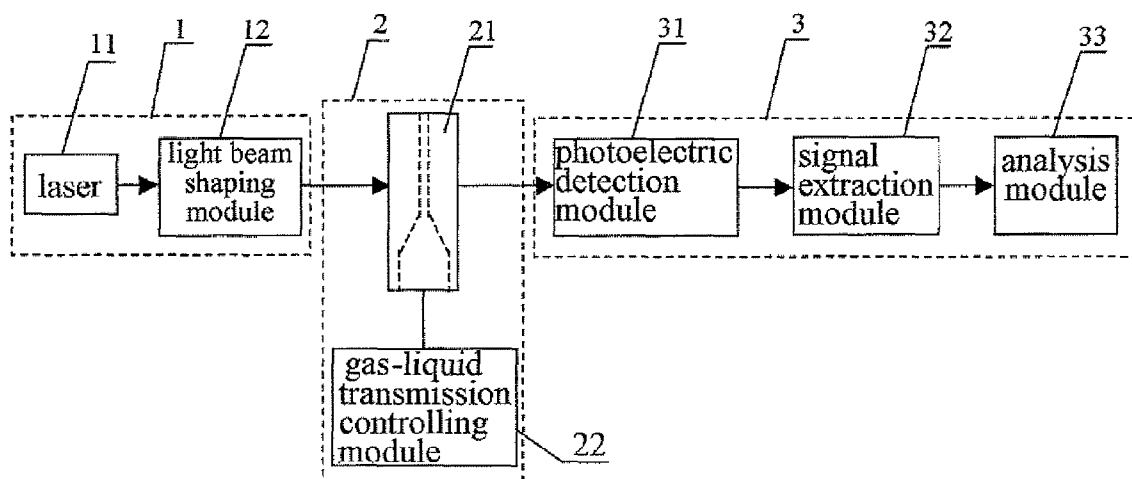 11
1
12
2
21
31
3
32
33
laser
light beam
shaping
module
photoelectric
detection
module
signal
extraction
module
analysis
module
gas-liquid
transmission
controlling
module
22